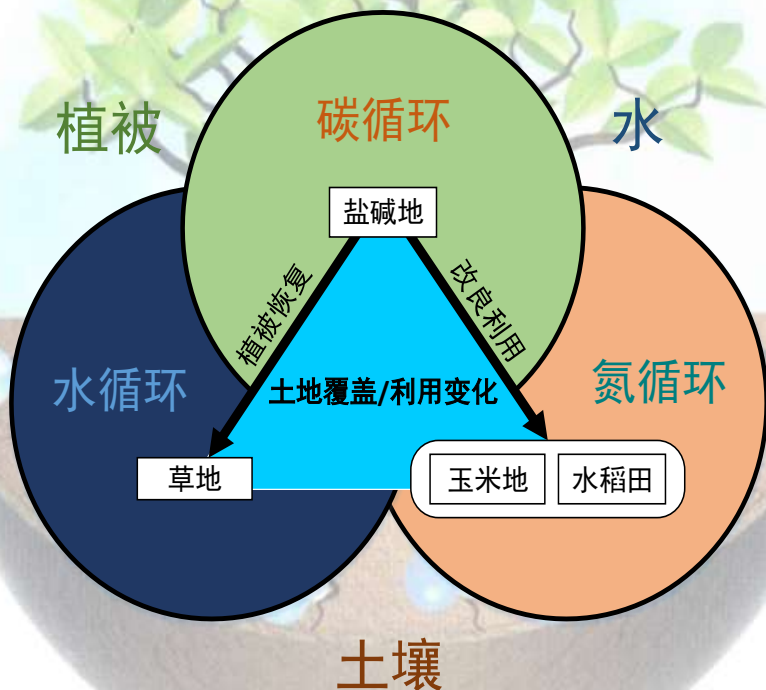 植被
碳循环
水
盐碱地
植被恢复
改良利用
水循环
土地覆盖/利用变化
氮循环
草地
玉米地
水稻田
土壤